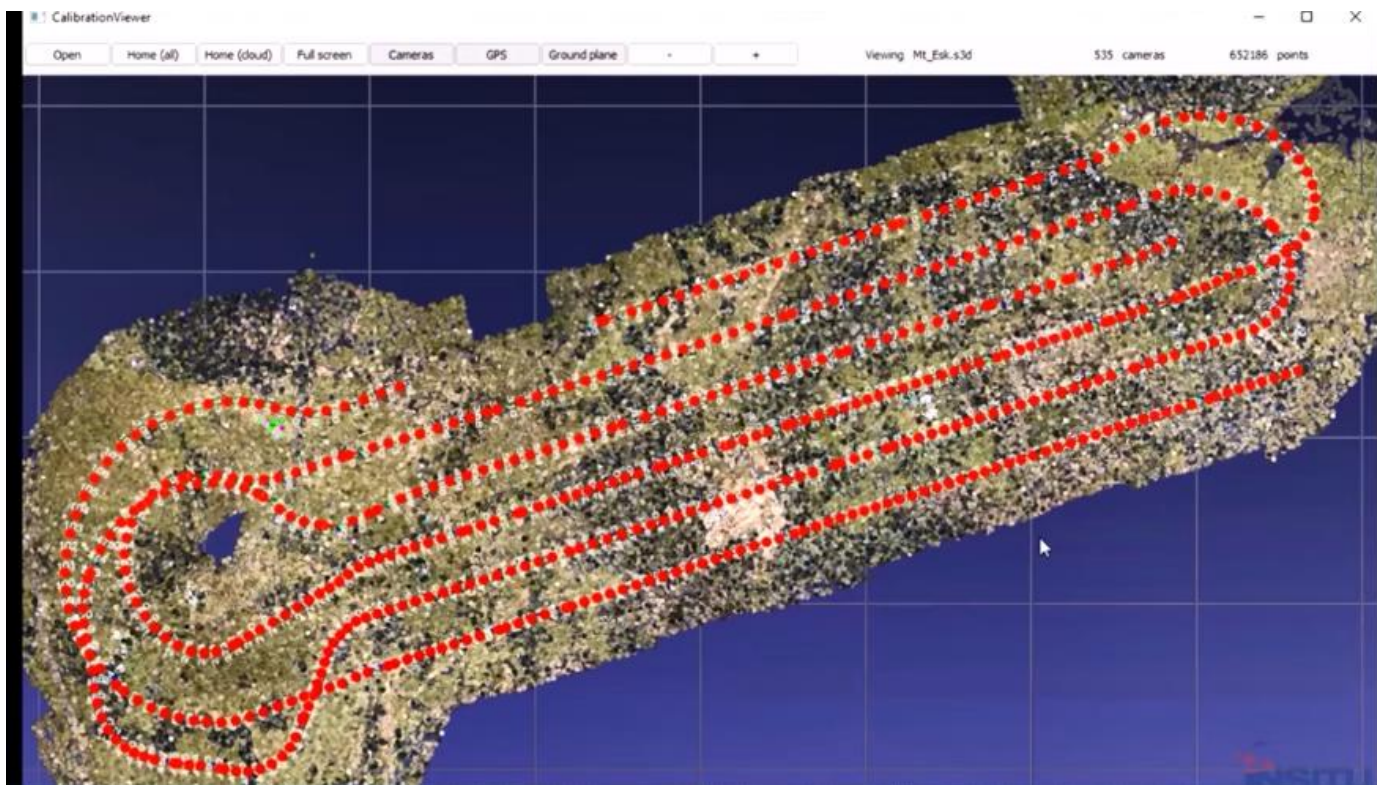 CalibrationViewer
Open Home (all) Home (cloud) Full screen Cameras GPS Ground plane - + Viewing Mt_Esk.s3d 535 cameras 652186 points
INSITU